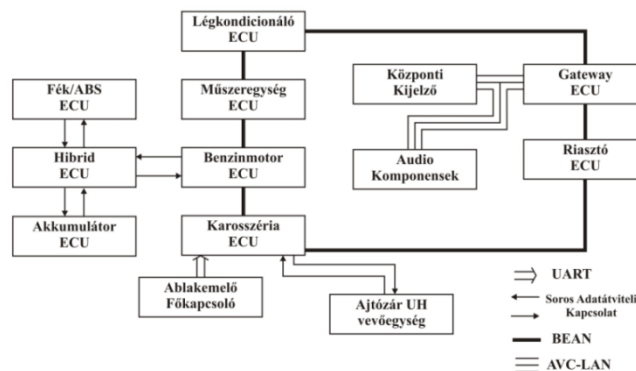 Légkondicionáló
ECU
Fék/ABS
ECU
Műszeregység
ECU
Központi
Kijelző
Gateway
ECU
Hibrid
ECU
Benzinmotor
ECU
Audio
Komponensek
Riasztó
ECU
Akkumulátor
ECU
Karosszéria
ECU
Ablakemelő
Főkapcsoló
Ajtózár UH
vevőegység
UART
Soros Adatátviteli
Kapcsolat
BEAN
AVC-LAN